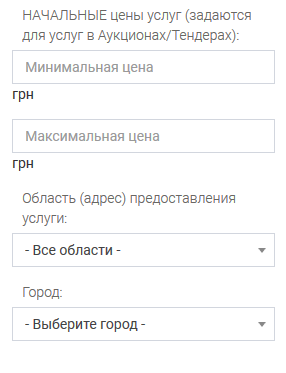 НАЧАЛЬНЫЕ цены услуг (задаются
для услуг в Аукционах/Тендерах):
Минимальная цена
грн
Максимальная цена
грн
Область (адрес) предоставления
услуги:
- Все области -
Город:
- Выберите город -